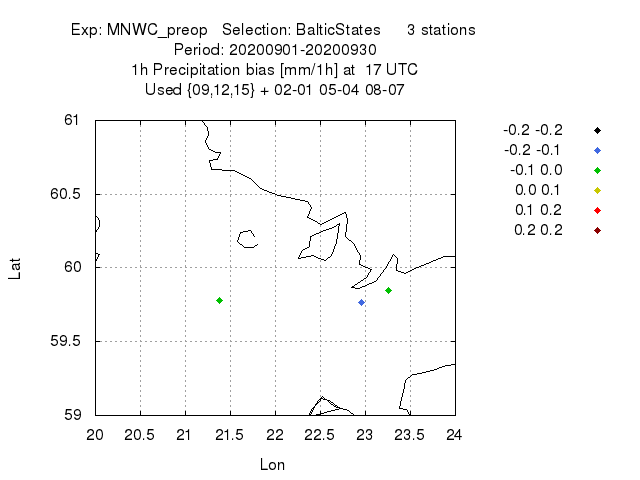 Exp: MNWC_preop   Selection: BalticStates      3 stations
Period: 20200901-20200930
1h Precipitation bias [mm/1h] at  17 UTC
Used {09,12,15} + 02-01 05-04 08-07
61
60.5
60
59.5
59
Lat
20 20.5 21 21.5 22 22.5 23 23.5 24
Lon
-0.2 -0.2
-0.2 -0.1
-0.1 0.0
0.0 0.1
0.1 0.2
0.2 0.2